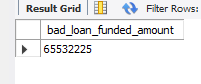 Result Grid Filter Rows:
bad_loan_funded_amount
65532225